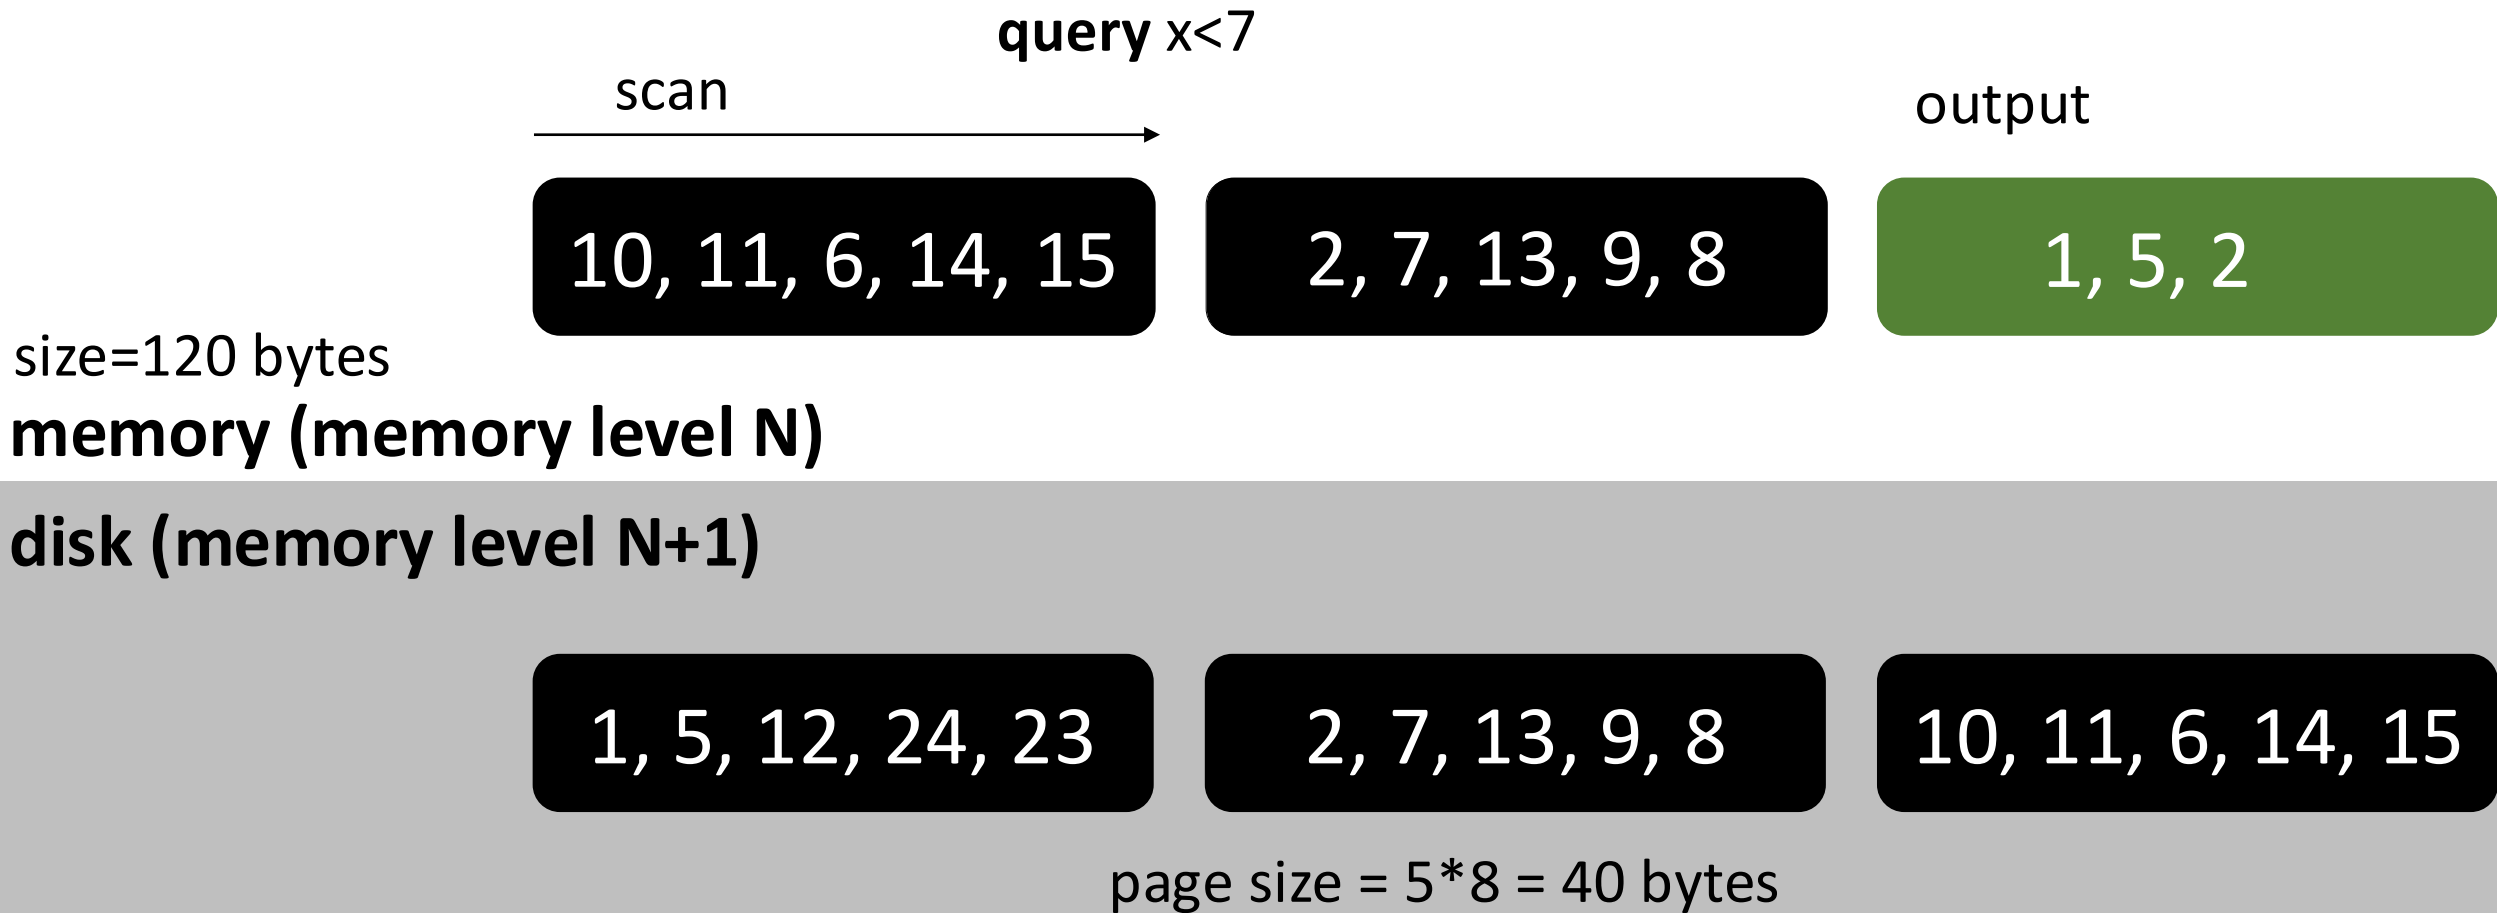 query x<7
scan
output
10, 11, 6, 14, 15
2, 7, 13, 9, 8
1, 5, 2
size=120 bytes
memory (memory level N)
disk (memory level N+1)
1, 5, 12, 24, 23
2, 7, 13, 9, 8
10, 11, 6, 14, 15
page size = 5*8 = 40 bytes